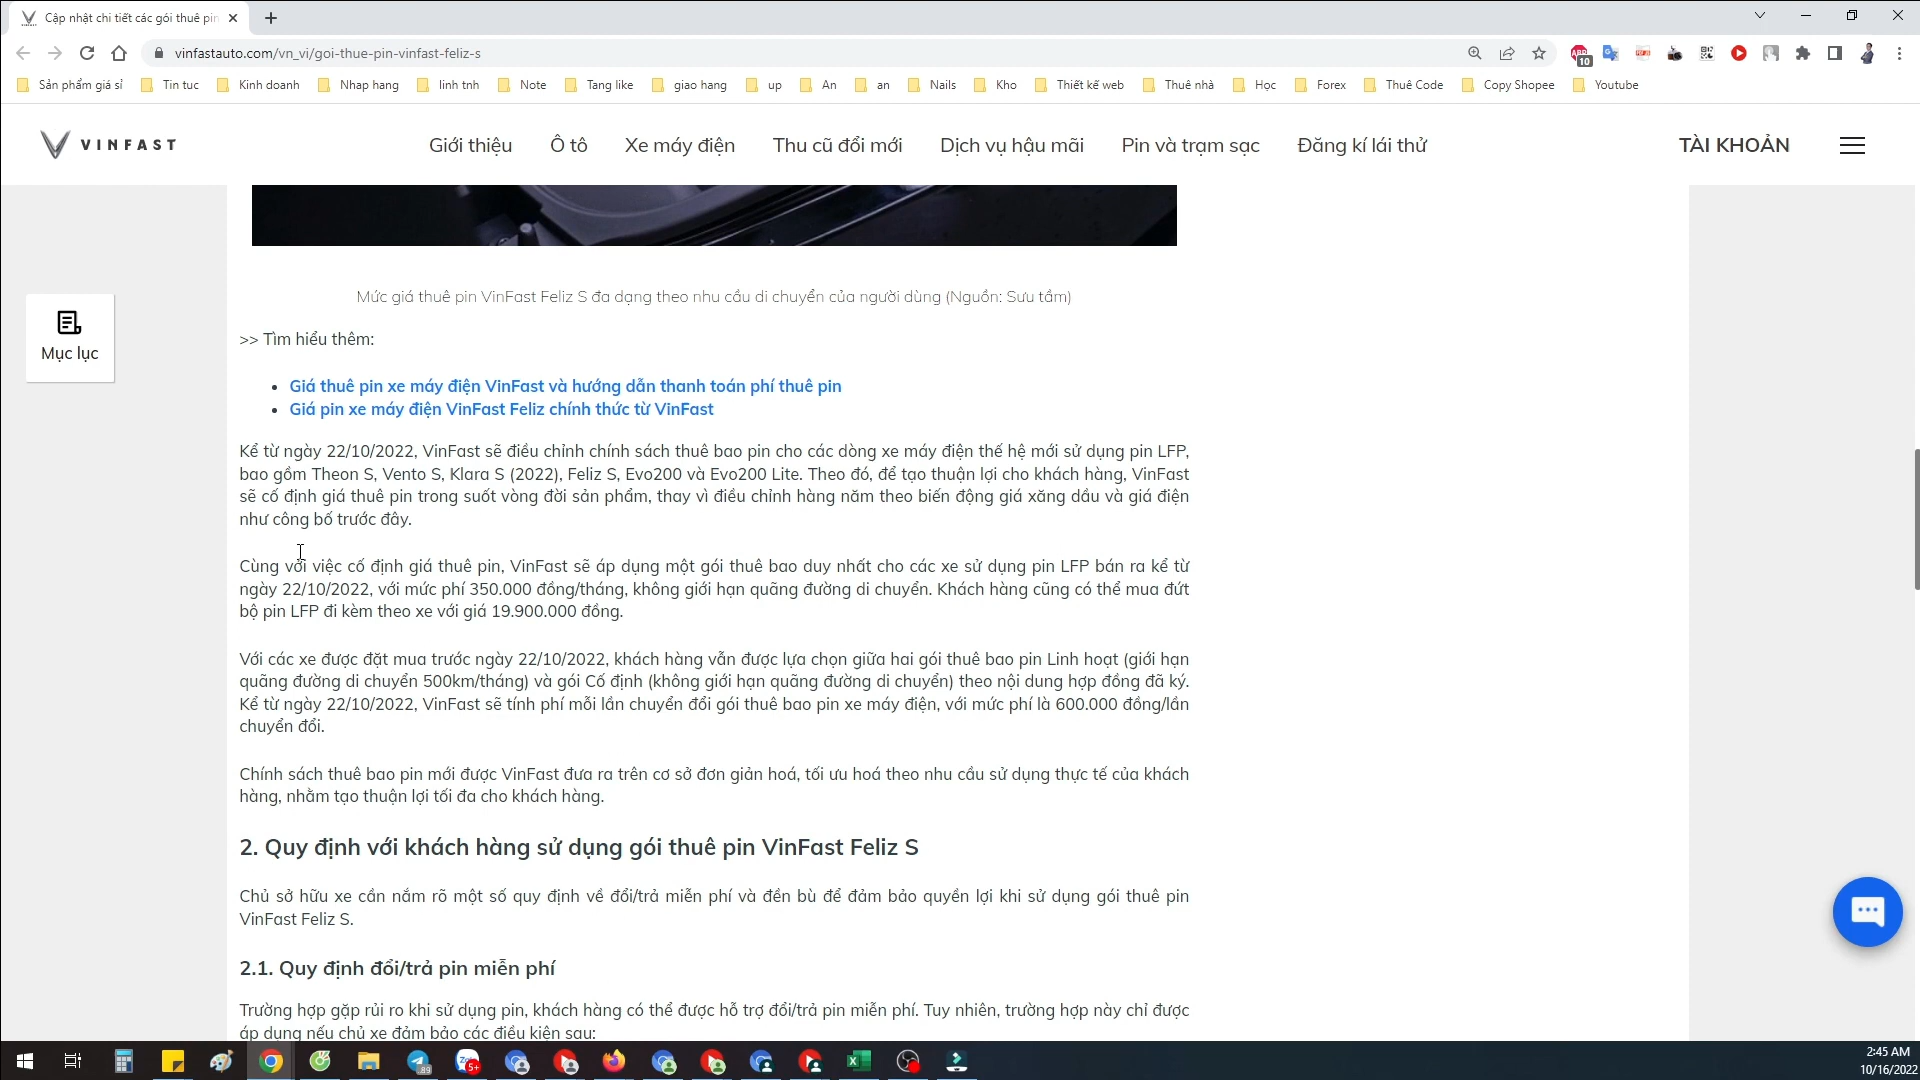 Cập nhật chi tiết các gói thuê pin
vinfastauto.com/vn_vi/goi-thue-pin-vinfast-feliz-s
10
Sản phẩm giá sỉ Tin tuc Kinh doanh Nhap hang linh tnh Note Tang like giao hang up An an Nails Kho Thiết kế web Thuê nhà Học Forex Thuê Code Copy Shopee Youtube
VINFAST
Giới thiệu Ô tô Xe máy điện Thu cũ đổi mới Dịch vụ hậu mãi Pin và trạm sạc Đăng kí lái thử TÀI KHOẢN
Mức giá thuê pin VinFast Feliz S đa dạng theo nhu cầu di chuyển của người dùng (Nguồn: Sưu tầm)
Mục lục
>> Tìm hiểu thêm:
• Giá thuê pin xe máy điện VinFast và hướng dẫn thanh toán phí thuê pin
• Giá pin xe máy điện VinFast Feliz chính thức từ VinFast
Kể từ ngày 22/10/2022, VinFast sẽ điều chỉnh chính sách thuê bao pin cho các dòng xe máy điện thế hệ mới sử dụng pin LFP,
bao gồm Theon S, Vento S, Klara S (2022), Feliz S, Evo200 và Evo200 Lite. Theo đó, để tạo thuận lợi cho khách hàng, VinFast
sẽ cố định giá thuê pin trong suốt vòng đời sản phẩm, thay vì điều chỉnh hàng năm theo biến động giá xăng dầu và giá điện
như công bố trước đây.
Cùng với việc cố định giá thuê pin, VinFast sẽ áp dụng một gói thuê bao duy nhất cho các xe sử dụng pin LFP bán ra kể từ
ngày 22/10/2022, với mức phí 350.000 đồng/tháng, không giới hạn quãng đường di chuyển. Khách hàng cũng có thể mua đứt
bộ pin LFP đi kèm theo xe với giá 19.900.000 đồng.
Với các xe được đặt mua trước ngày 22/10/2022, khách hàng vẫn được lựa chọn giữa hai gói thuê bao pin Linh hoạt (giới hạn
quãng đường di chuyển 500km/tháng) và gói Cố định (không giới hạn quãng đường di chuyển) theo nội dung hợp đồng đã ký.
Kể từ ngày 22/10/2022, VinFast sẽ tính phí mỗi lần chuyển đổi gói thuê bao pin xe máy điện, với mức phí là 600.000 đồng/lần
chuyển đổi.
Chính sách thuê bao pin mới được VinFast đưa ra trên cơ sở đơn giản hoá, tối ưu hoá theo nhu cầu sử dụng thực tế của khách
hàng, nhằm tạo thuận lợi tối đa cho khách hàng.
2. Quy định với khách hàng sử dụng gói thuê pin VinFast Feliz S
Chủ sở hữu xe cần nắm rõ một số quy định về đổi/trả miễn phí và đền bù để đảm bảo quyền lợi khi sử dụng gói thuê pin
VinFast Feliz S.
2.1. Quy định đổi/trả pin miễn phí
Trường hợp gặp rủi ro khi sử dụng pin, khách hàng có thể được hỗ trợ đổi/trả pin miễn phí. Tuy nhiên, trường hợp này chỉ được
áp dụng nếu chủ xe đảm bảo các điều kiện sau:
89
5+
2:45 AM
10/16/2022